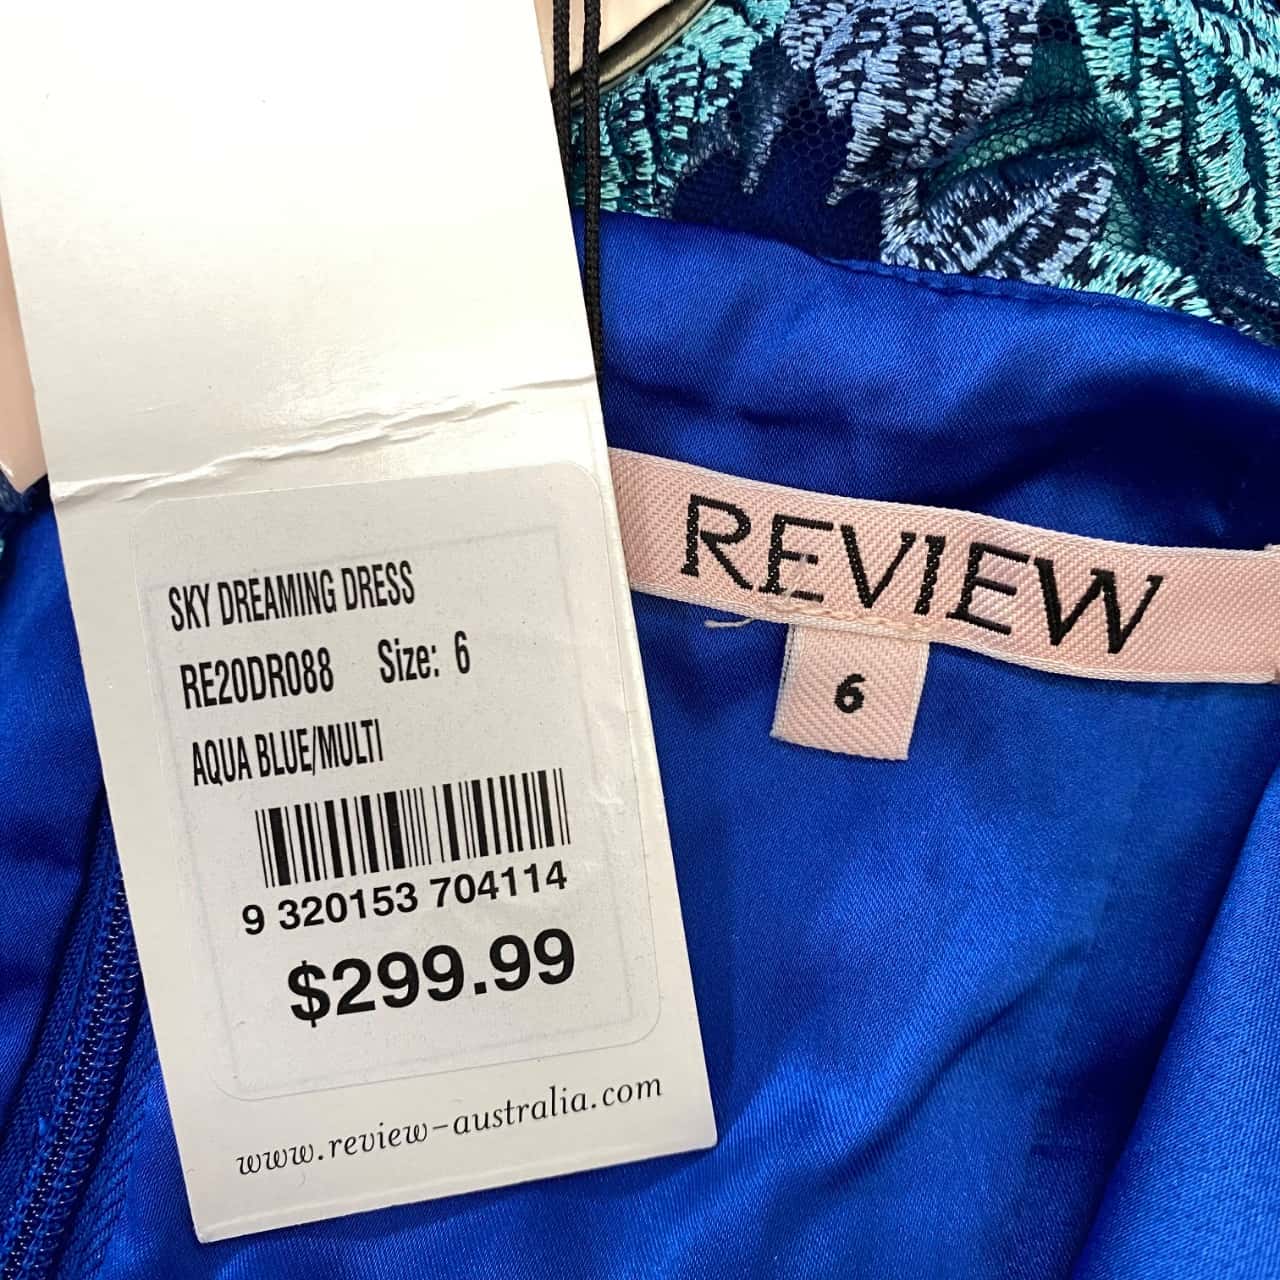 SKY DREAMING DRESS
RE20DR088 Size: 6
AQUA BLUE/MULTI
9 320153 704114
$299.99
www.review-australia.com
REVIEW
6